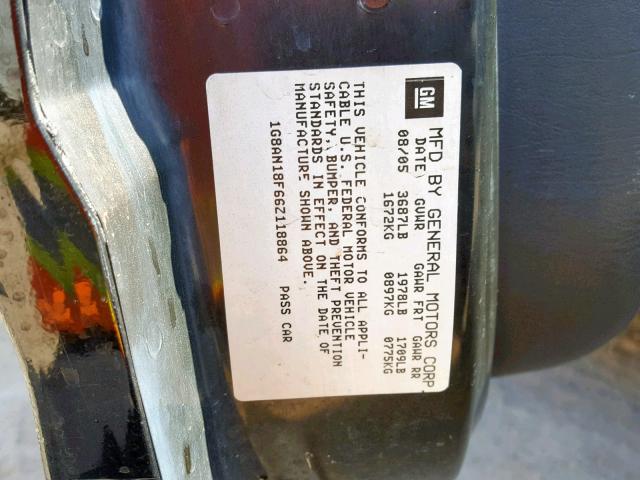 GM MFD BY GENERAL MOTORS CORP
DATE GVWR GAWR FRT GAWR RR
08/05 3687LB 1978LB 1709LB
1672KG 0897KG 0775KG
THIS VEHICLE CONFORMS TO ALL APPLI-
CABLE U.S. FEDERAL MOTOR VEHICLE
SAFETY, BUMPER, AND THEFT PREVENTION
STANDARDS IN EFFECT ON THE DATE OF
MANUFACTURE SHOWN ABOVE.
1G8AN18F66Z118864 PASS CAR